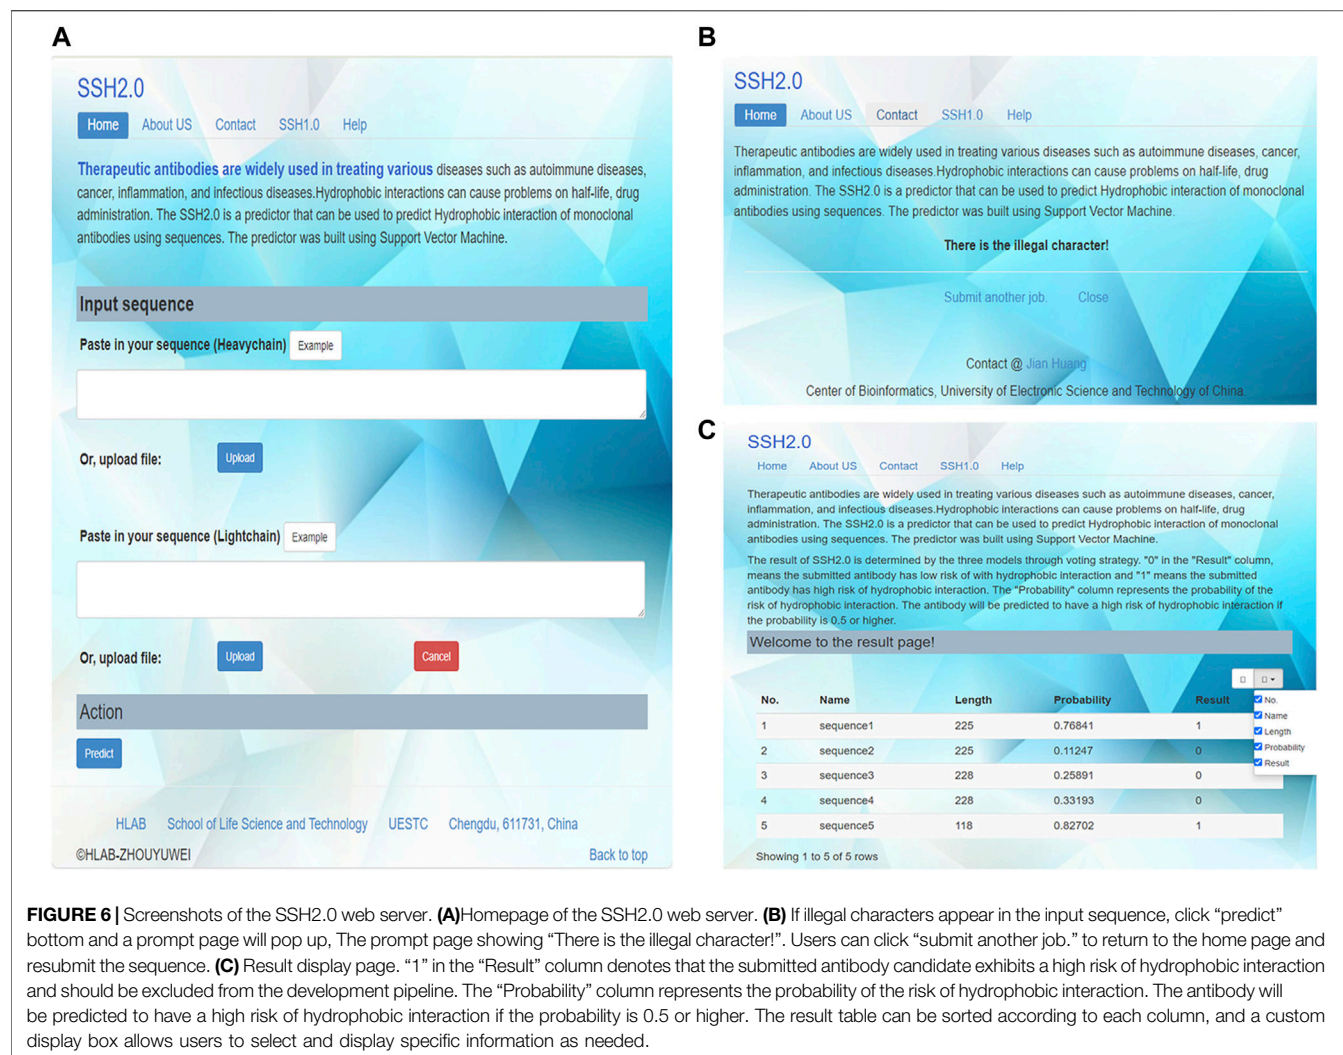 A
SSH2.0
Home About US Contact SSH1.0 Help
Therapeutic antibodies are widely used in treating various diseases such as autoimmune diseases,
cancer, inflammation, and infectious diseases.Hydrophobic interactions can cause problems on half-life, drug
administration. The SSH2.0 is a predictor that can be used to predict Hydrophobic interaction of monoclonal
antibodies using sequences. The predictor was built using Support Vector Machine.
Input sequence
Paste in your sequence (Heavychain) Example
Or, upload file: Upload
Paste in your sequence (Lightchain) Example
Or, upload file: Upload Cancel
Action
Predict
HLAB School of Life Science and Technology UESTC Chengdu, 611731, China
©HLAB-ZHOUYUWEI Back to top
B
SSH2.0
Home About US Contact SSH1.0 Help
Therapeutic antibodies are widely used in treating various diseases such as autoimmune diseases, cancer,
inflammation, and infectious diseases.Hydrophobic interactions can cause problems on half-life, drug
administration. The SSH2.0 is a predictor that can be used to predict Hydrophobic interaction of monoclonal
antibodies using sequences. The predictor was built using Support Vector Machine.
There is the illegal character!
Submit another job. Close
Contact @ Jian Huang
Center of Bioinformatics, University of Electronic Science and Technology of China.
C
SSH2.0
Home About US Contact SSH1.0 Help
Therapeutic antibodies are widely used in treating various diseases such as autoimmune diseases, cancer,
inflammation, and infectious diseases.Hydrophobic interactions can cause problems on half-life, drug
administration. The SSH2.0 is a predictor that can be used to predict Hydrophobic interaction of monoclonal
antibodies using sequences. The predictor was built using Support Vector Machine.
The result of SSH2.0 is determined by the three models through voting strategy. "0" in the "Result" column,
means the submitted antibody has low risk of with hydrophobic interaction and "1" means the submitted
antibody has high risk of hydrophobic interaction. The "Probability" column represents the probability of the
risk of hydrophobic interaction. The antibody will be predicted to have a high risk of hydrophobic interaction if
the probability is 0.5 or higher.
Welcome to the result page!
No. Name Length Probability Result
1 sequence1 225 0.76841 1
2 sequence2 225 0.11247 0
3 sequence3 228 0.25891 0
4 sequence4 228 0.33193 0
5 sequence5 118 0.82702 1
No.
Name
Length
Probability
Result
Showing 1 to 5 of 5 rows
FIGURE 6 | Screenshots of the SSH2.0 web server. (A)Homepage of the SSH2.0 web server. (B) If illegal characters appear in the input sequence, click “predict”
bottom and a prompt page will pop up, The prompt page showing “There is the illegal character!”. Users can click “submit another job.” to return to the home page and
resubmit the sequence. (C) Result display page. “1” in the “Result” column denotes that the submitted antibody candidate exhibits a high risk of hydrophobic interaction
and should be excluded from the development pipeline. The “Probability” column represents the probability of the risk of hydrophobic interaction. The antibody will
be predicted to have a high risk of hydrophobic interaction if the probability is 0.5 or higher. The result table can be sorted according to each column, and a custom
display box allows users to select and display specific information as needed.